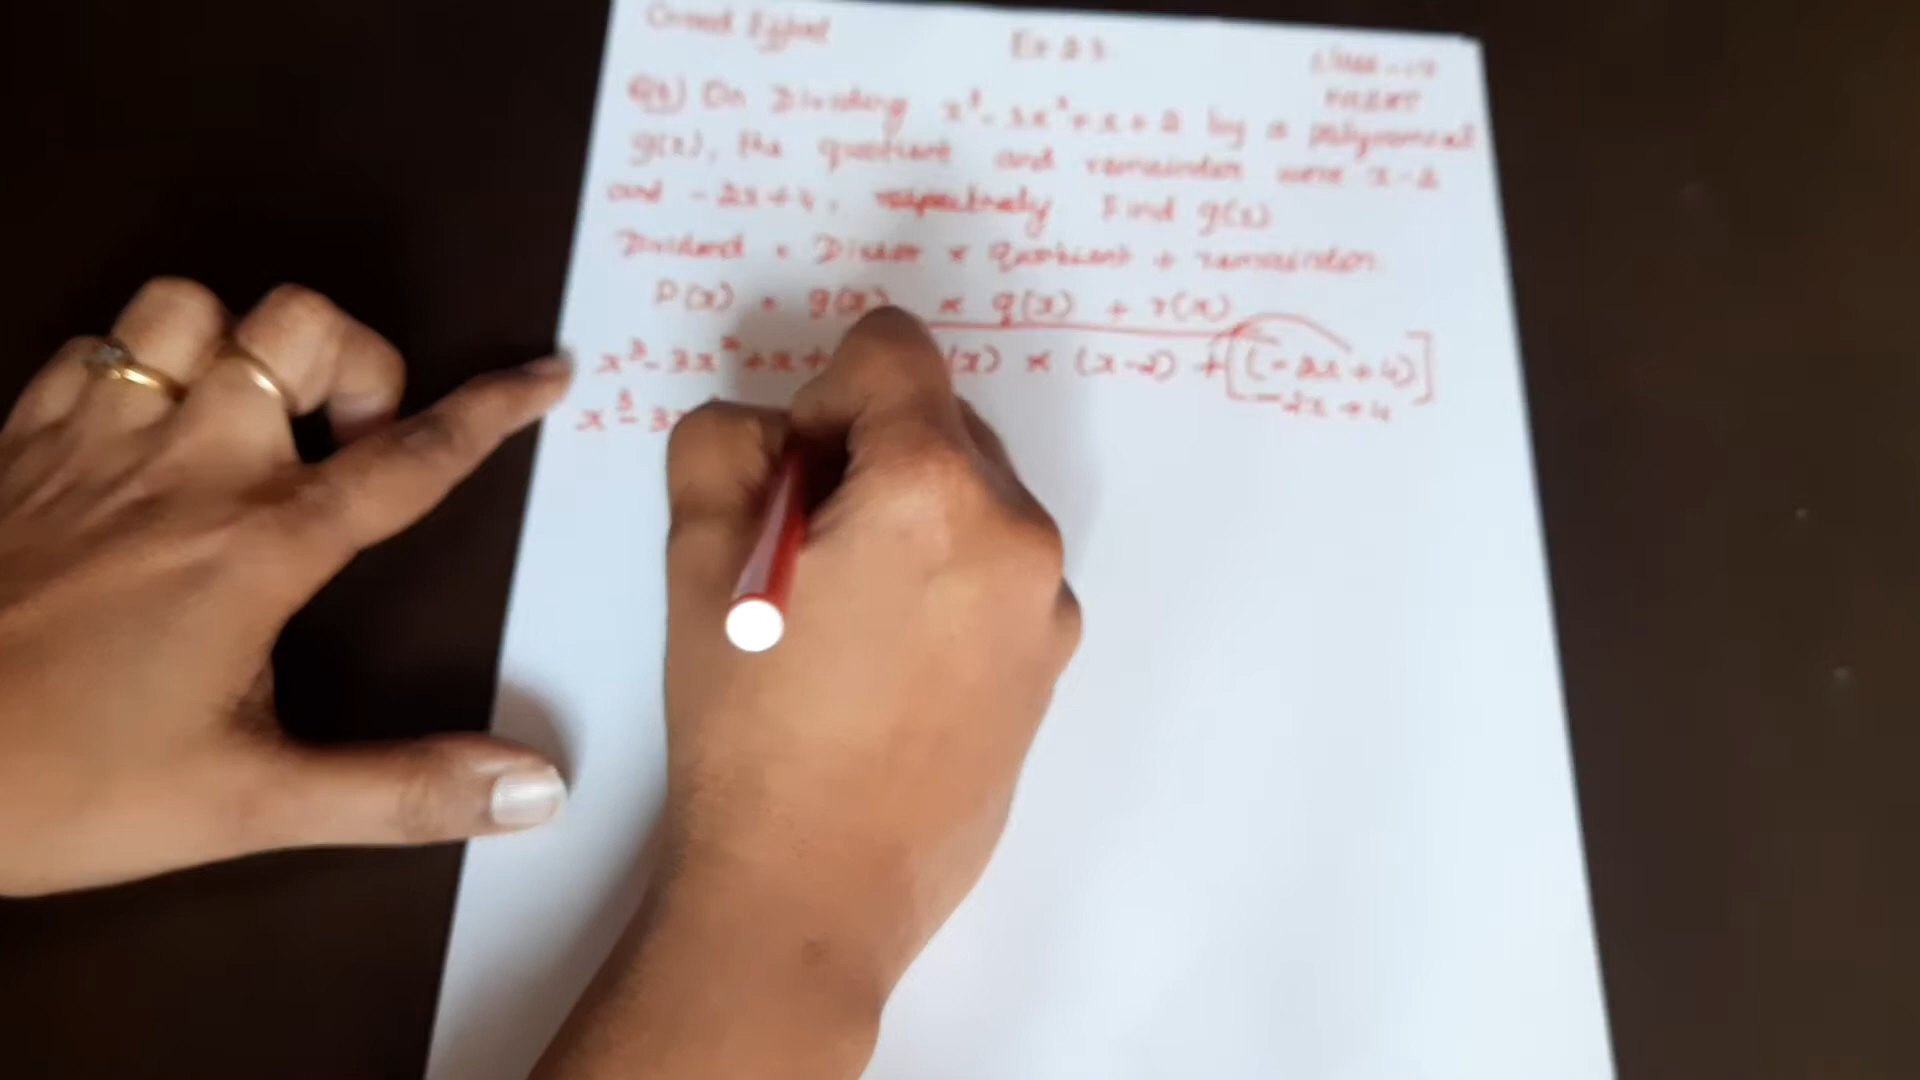 Ex 2.3
Class-10
NCERT
Q4) On Dividing x³-3x²+x+2 by a polynomial
g(x), the quotient and remainder were x-2
and -2x+4, respectively Find g(x)
Dividend = Divisor × quotient + remainder
P(x) = g(x) × q(x) + r(x)
x³-3x²+x+ (x) × (x-2) + [(-2x+4)]
-2x+4
x³-3x